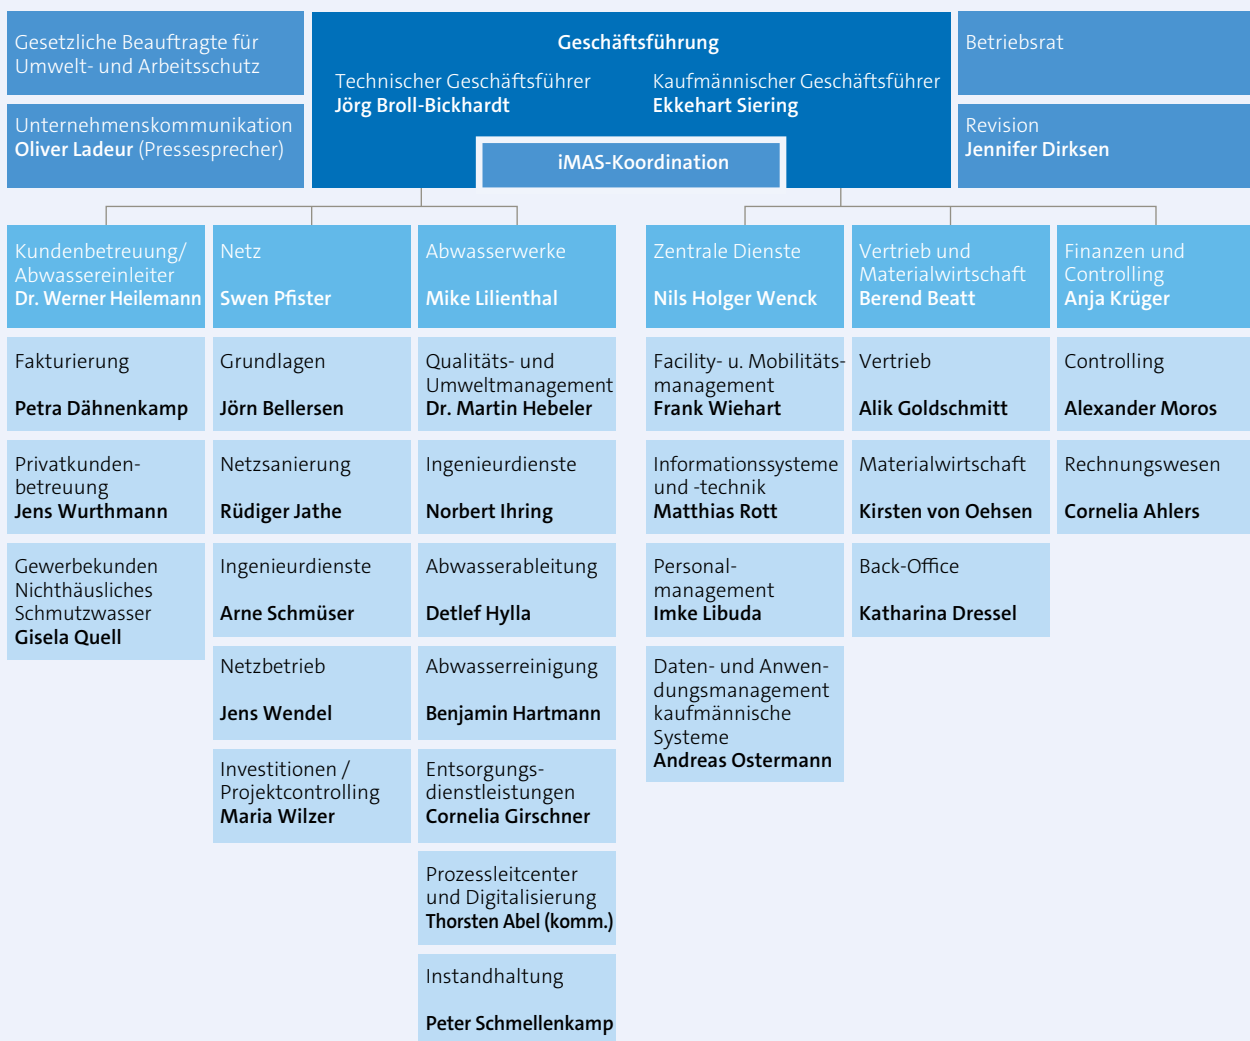 Gesetzliche Beauftragte für
Umwelt- und Arbeitsschutz
Unternehmenskommunikation
Oliver Ladeur (Pressesprecher)
Geschäftsführung
Technischer Geschäftsführer
Jörg Broll-Bickhardt
Kaufmännischer Geschäftsführer
Ekkehart Siering
iMAS-Koordination
Betriebsrat
Revision
Jennifer Dirksen
Kundenbetreuung/
Abwassereinleiter
Dr. Werner Heilemann
Fakturierung
Petra Dähnenkamp
Privatkunden-
betreuung
Jens Wurthmann
Gewerbekunden
Nichthäusliches
Schmutzwasser
Gisela Quell
Netz
Swen Pfister
Grundlagen
Jörn Bellersen
Netzsanierung
Rüdiger Jathe
Ingenieurdienste
Arne Schmüser
Netzbetrieb
Jens Wendel
Investitionen /
Projektcontrolling
Maria Wilzer
Abwasserwerke
Mike Lilienthal
Qualitäts- und
Umweltmanagement
Dr. Martin Hebeler
Ingenieurdienste
Norbert Ihring
Abwasserableitung
Detlef Hylla
Abwasserreinigung
Benjamin Hartmann
Entsorgungs-
dienstleistungen
Cornelia Girschner
Prozessleitcenter
und Digitalisierung
Thorsten Abel (komm.)
Instandhaltung
Peter Schmellenkamp
Zentrale Dienste
Nils Holger Wenck
Facility- u. Mobilitäts-
management
Frank Wiehart
Informationssysteme
und -technik
Matthias Rott
Personal-
management
Imke Libuda
Daten- und Anwen-
dungsmanagement
kaufmännische
Systeme
Andreas Ostermann
Vertrieb und
Materialwirtschaft
Berend Beatt
Vertrieb
Alik Goldschmitt
Materialwirtschaft
Kirsten von Oehsen
Back-Office
Katharina Dressel
Finanzen und
Controlling
Anja Krüger
Controlling
Alexander Moros
Rechnungswesen
Cornelia Ahlers